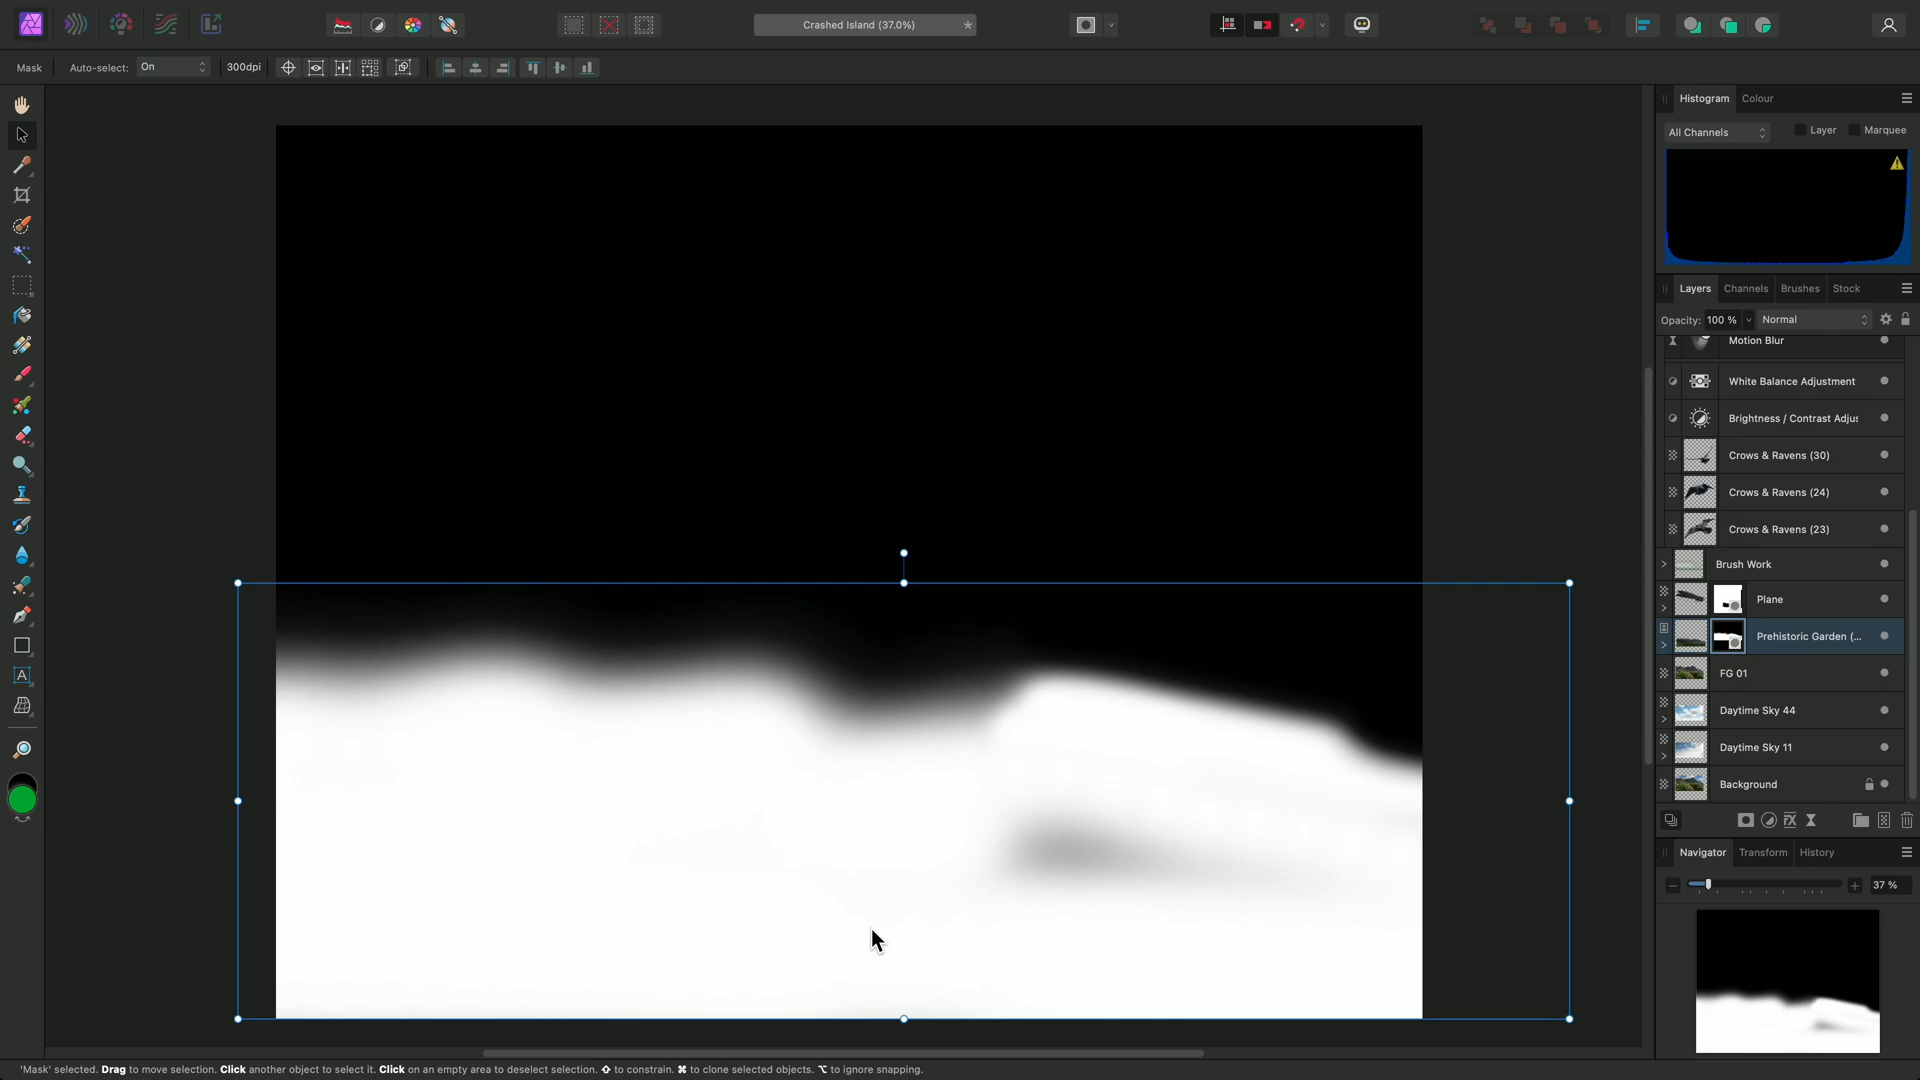 Crashed Island (37.0%)
Mask
Auto-select: On
300dpi
Histogram
Colour
All Channels
Layer
Marquee
Layers
Channels
Brushes
Stock
Opacity: 100 %
Normal
Motion Blur
White Balance Adjustment
Brightness / Contrast Adjus
Crows & Ravens (30)
Crows & Ravens (24)
Crows & Ravens (23)
Brush Work
Plane
Prehistoric Garden (...
FG 01
Daytime Sky 44
Daytime Sky 11
Background
Navigator
Transform
History
37 %
'Mask' selected. Drag to move selection. Click another object to select it. Click on an empty area to deselect selection. ⇧ to constrain. ⌘ to clone selected objects. ⌥ to ignore snapping.